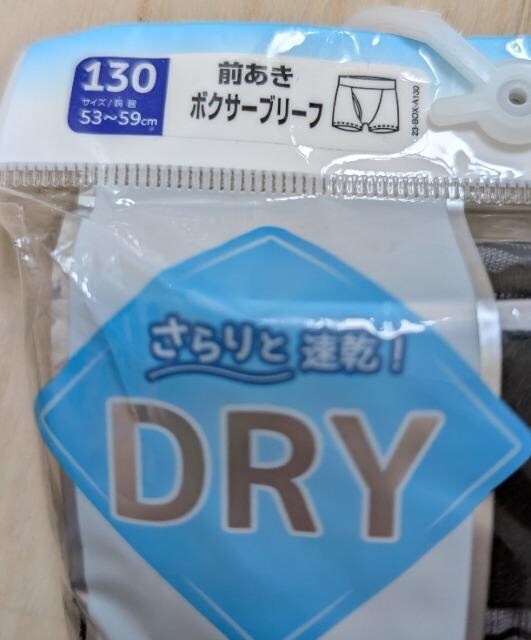 130
サイズ/胴囲
53~59cm
前あき
ボクサーブリーフ
23-BOX-A130
さらりと 速乾!
DRY